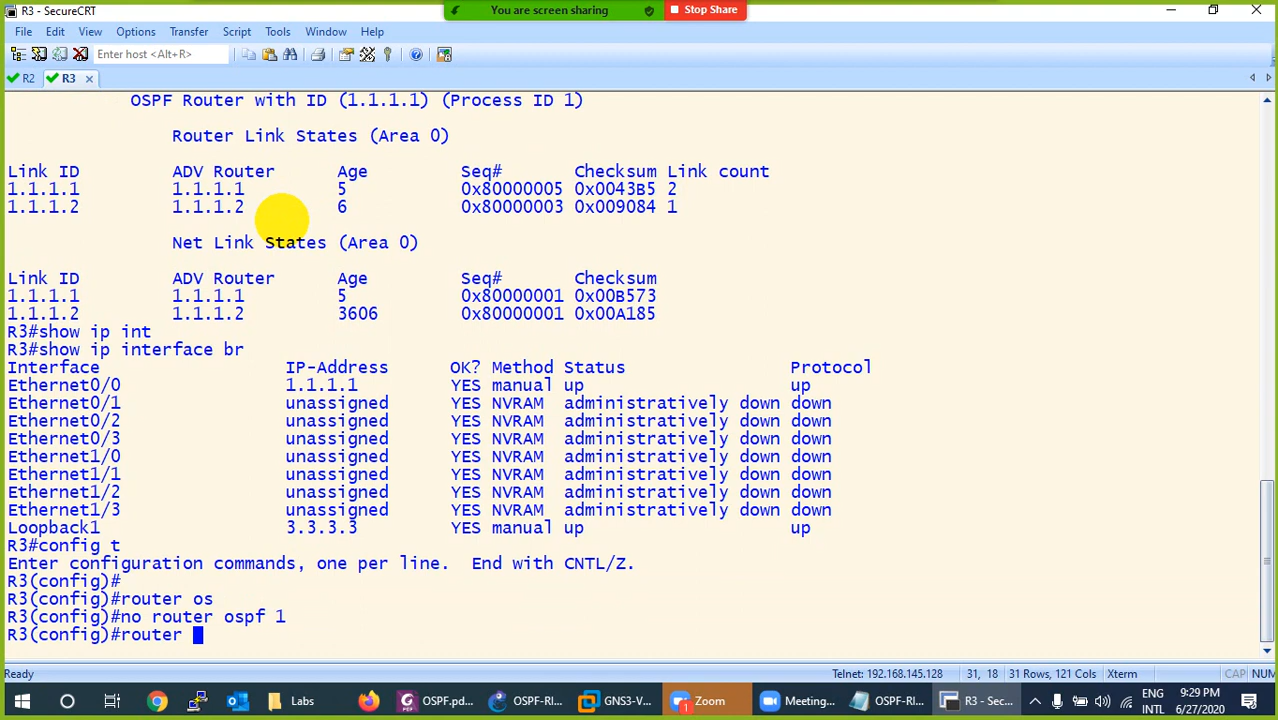 R3 - SecureCRT
You are screen sharing
Stop Share
File Edit View Options Transfer Script Tools Window Help
Enter host <Alt+R>
R2 R3
OSPF Router with ID (1.1.1.1) (Process ID 1)
Router Link States (Area 0)
Link ID ADV Router Age Seq# Checksum Link count
1.1.1.1 1.1.1.1 5 0x80000005 0x0043B5 2
1.1.1.2 1.1.1.2 6 0x80000003 0x009084 1
Net Link States (Area 0)
Link ID ADV Router Age Seq# Checksum
1.1.1.1 1.1.1.1 5 0x80000001 0x00B573
1.1.1.2 1.1.1.2 3606 0x80000001 0x00A185
R3#show ip int
R3#show ip interface br
Interface IP-Address OK? Method Status Protocol
Ethernet0/0 1.1.1.1 YES manual up up
Ethernet0/1 unassigned YES NVRAM administratively down down
Ethernet0/2 unassigned YES NVRAM administratively down down
Ethernet0/3 unassigned YES NVRAM administratively down down
Ethernet1/0 unassigned YES NVRAM administratively down down
Ethernet1/1 unassigned YES NVRAM administratively down down
Ethernet1/2 unassigned YES NVRAM administratively down down
Ethernet1/3 unassigned YES NVRAM administratively down down
Loopback1 3.3.3.3 YES manual up up
R3#config t
Enter configuration commands, one per line. End with CNTL/Z.
R3(config)#
R3(config)#router os
R3(config)#no router ospf 1
R3(config)#router
Ready Telnet: 192.168.145.128 31, 18 31 Rows, 121 Cols Xterm CAP NUM
Labs OSPF.pd... OSPF-RI... GNS3-V... Zoom 1 Meeting... OSPF-RI... R3 - Sec... ENG 9:29 PM
INTL 6/27/2020